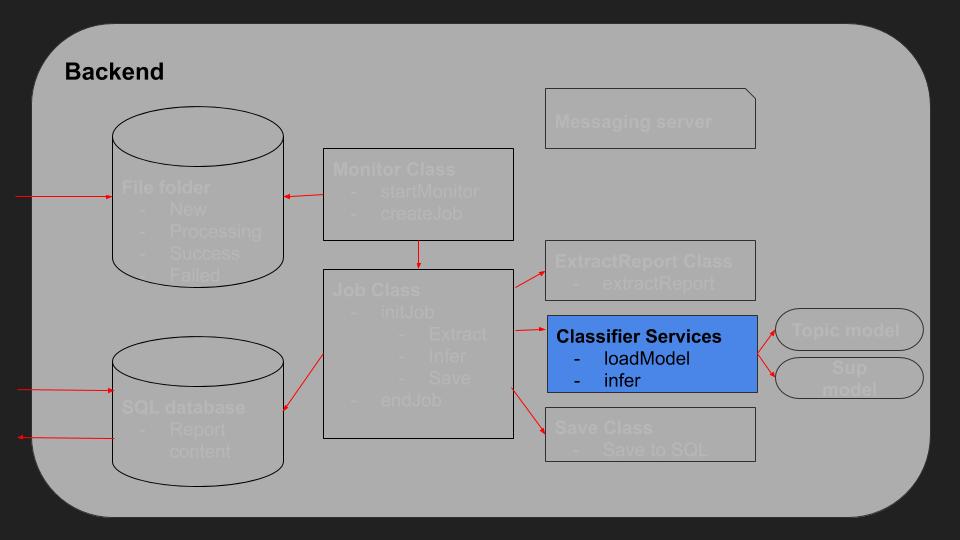 Backend
File folder
- New
- Processing
- Success
- Failed
Monitor Class
- startMonitor
- createJob
Messaging server
Job Class
- initJob
- Extract
- Infer
- Save
- endJob
ExtractReport Class
- extractReport
Classifier Services
- loadModel
- infer
Topic model
Sup
model
SQL database
- Report
content
Save Class
- Save to SQL